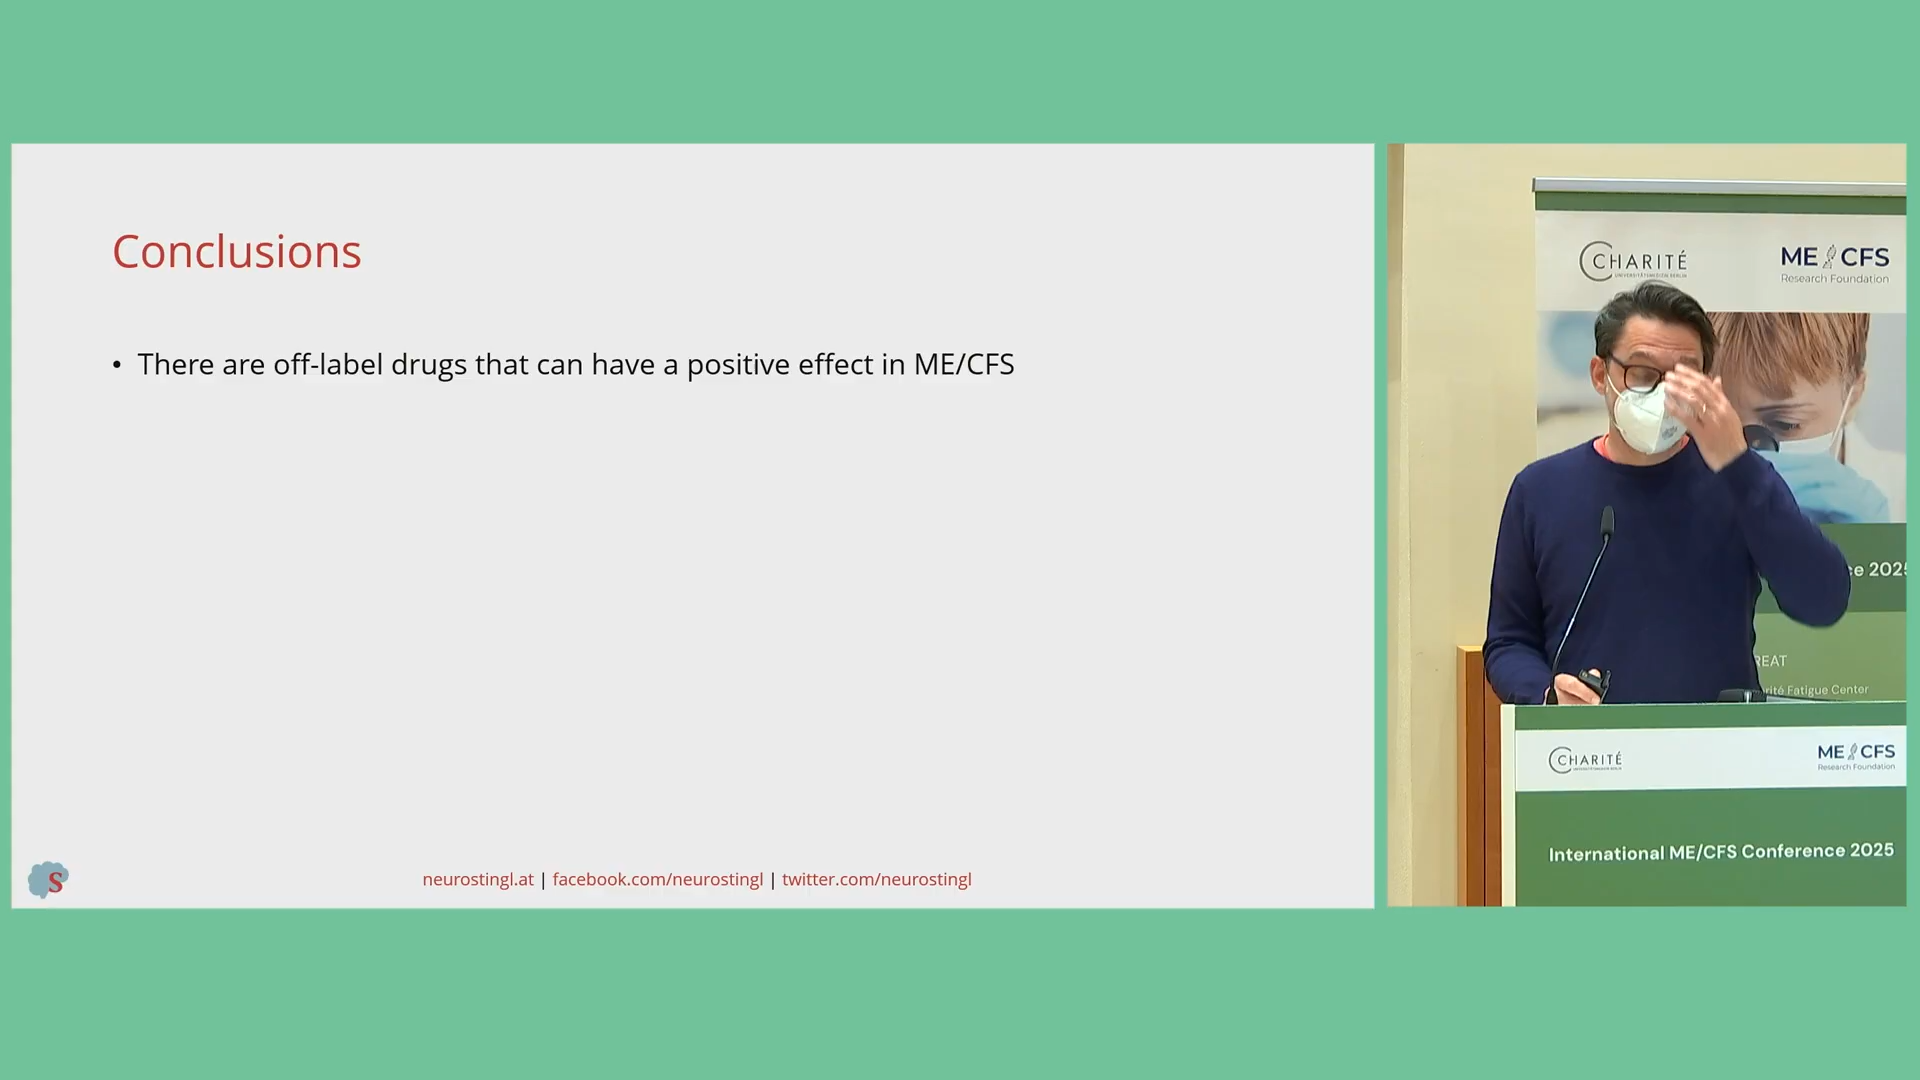 Conclusions
• There are off-label drugs that can have a positive effect in ME/CFS
S
neurostingl.at | facebook.com/neurostingl | twitter.com/neurostingl
CHARITÉ
UNIVERSITÄTSMEDIZIN BERLIN
ME CFS
Research Foundation
ce 2025
REAT
rité Fatigue Center
CHARITÉ
ME CFS
Research Foundation
International ME/CFS Conference 2025